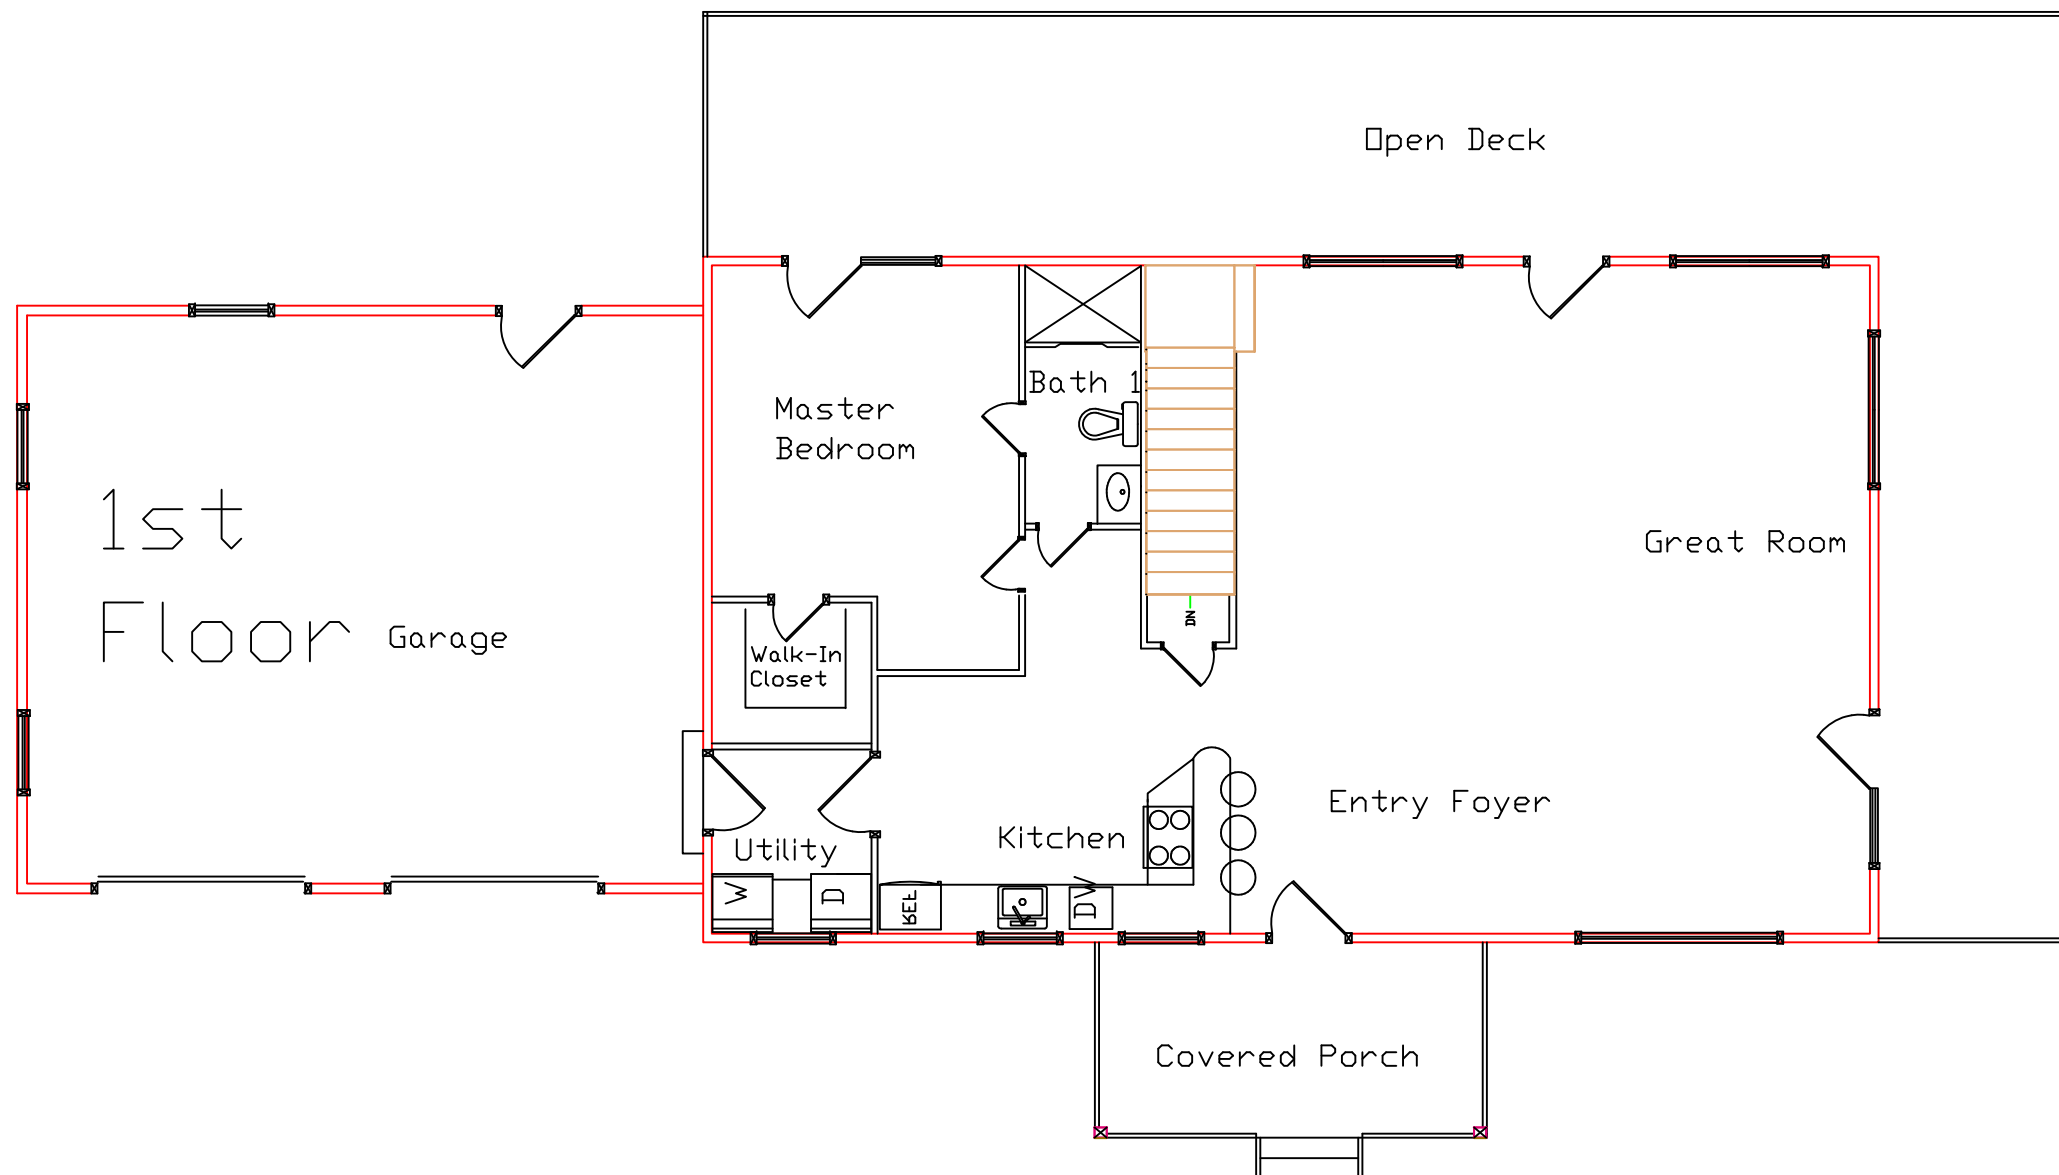 Open Deck
Bath 1
Master
Bedroom
1st
Floor
Garage
Great Room
DN
Walk-In
Closet
Entry Foyer
Kitchen
Utility
W
D
REF
DW
Covered Porch